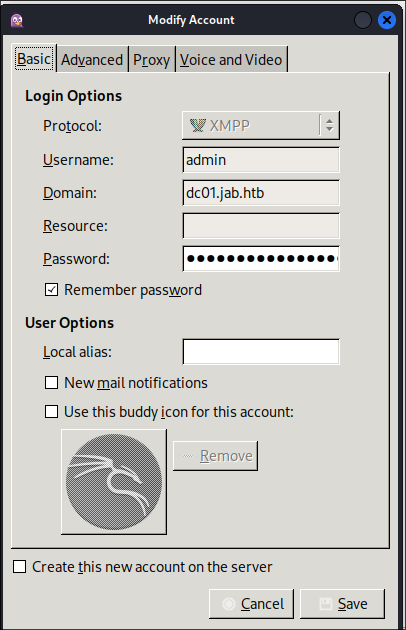 Modify Account
Basic Advanced Proxy Voice and Video
Login Options
Protocol: XMPP
Username: admin
Domain: dc01.jab.htb
Resource:
Password: ●●●●●●●●●●●●●●●●
Remember password
User Options
Local alias:
New mail notifications
Use this buddy icon for this account:
Remove
Create this new account on the server
Cancel Save